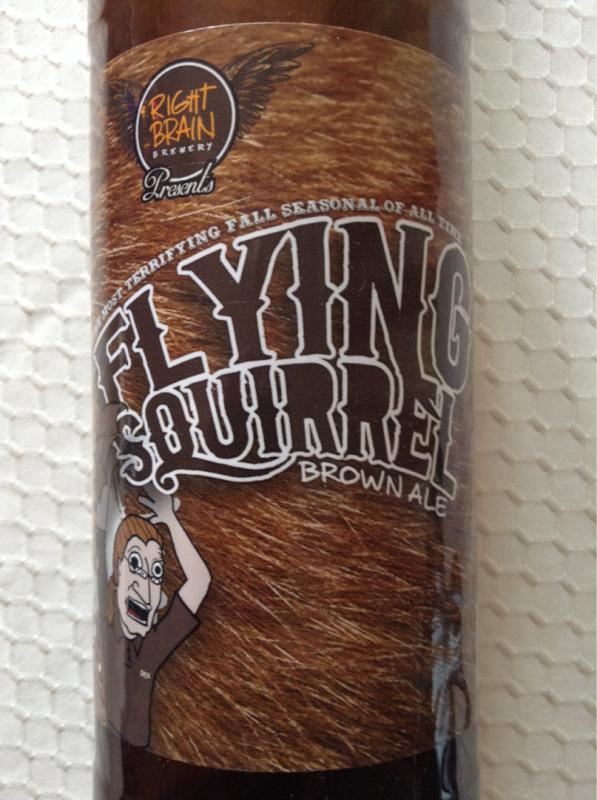 RIGHT
BRAIN
BREWERY
Presents
MOST TERRIFYING FALL SEASONAL OF ALL TIME
FLYING
SQUIRREL
BROWN ALE